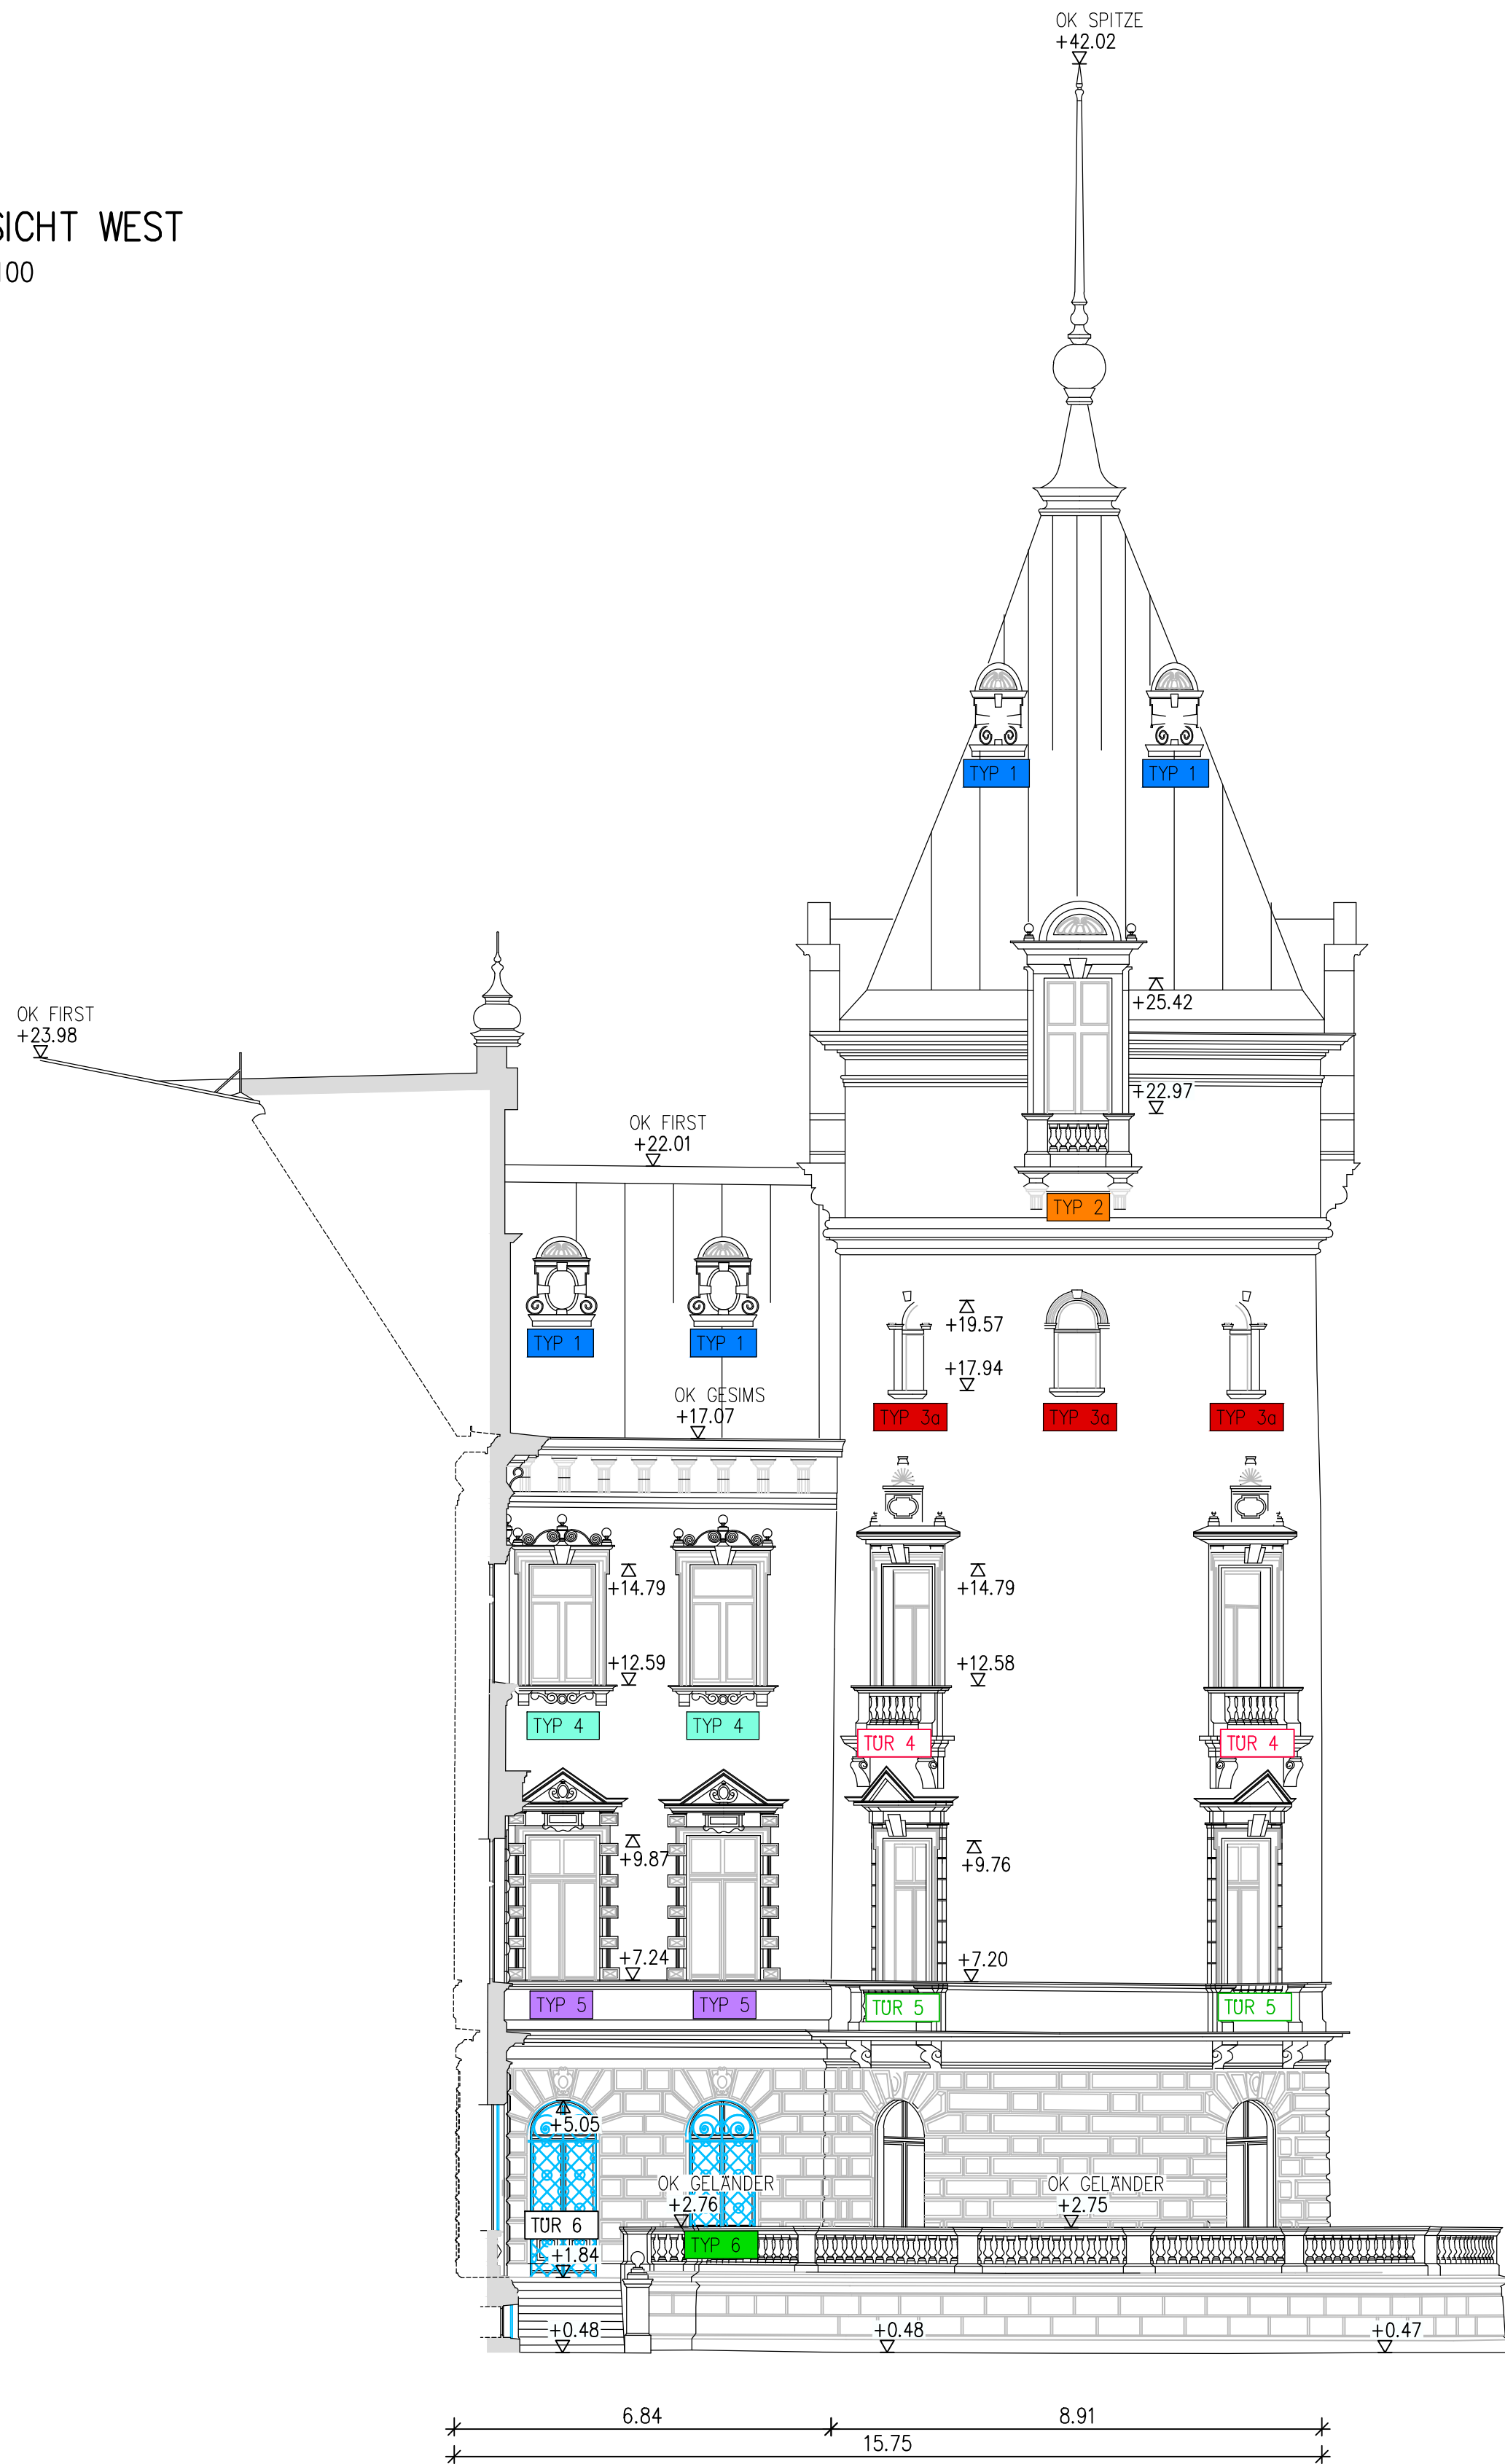 OK SPITZE
+42.02
SICHT WEST
100
TYP 1
TYP 1
+25.42
OK FIRST
+23.98
+22.97
OK FIRST
+22.01
TYP 2
+19.57
TYP 1
TYP 1
+17.94
OK GESIMS
+17.07
TYP 3a
TYP 3a
TYP 3a
+14.79
+14.79
+12.59
+12.58
TYP 4
TYP 4
TÜR 4
TÜR 4
+9.87
+9.76
+7.24
+7.20
TYP 5
TYP 5
TÜR 5
TÜR 5
+5.05
OK GELÄNDER
+2.76
OK GELÄNDER
+2.75
TÜR 6
TYP 6
+1.84
+0.48
+0.48
+0.47
6.84
8.91
15.75